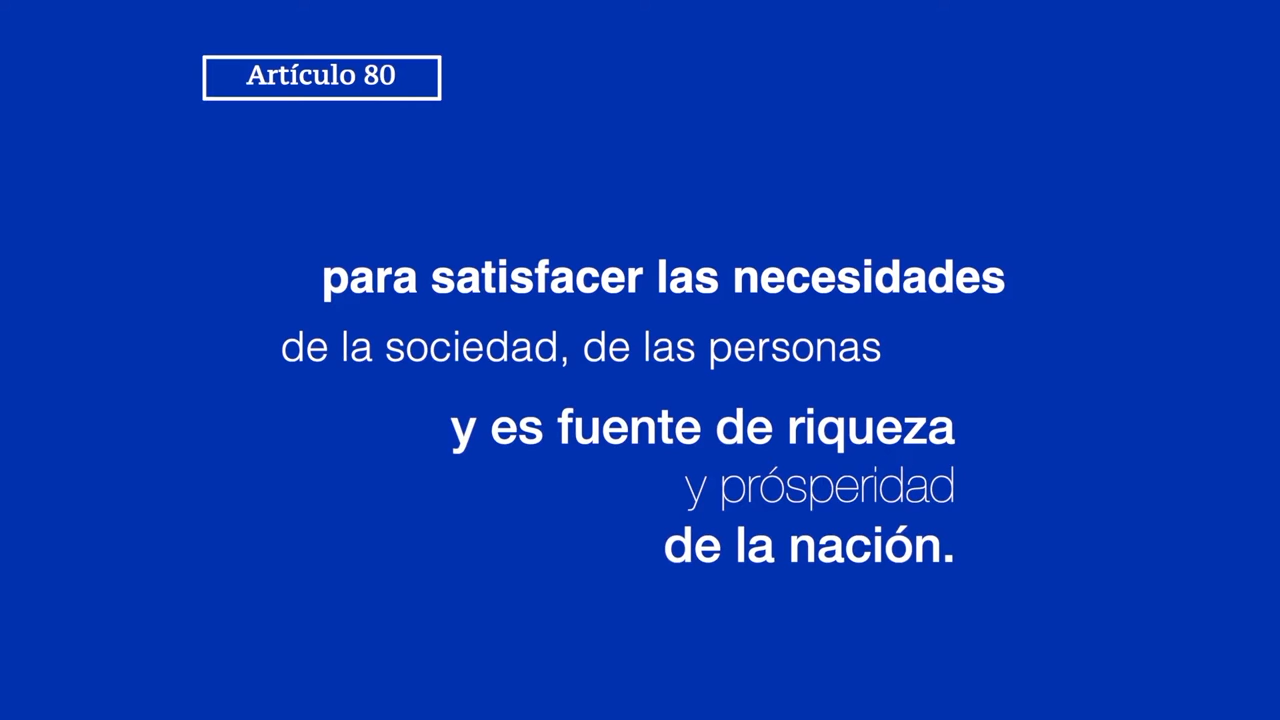 Artículo 80
para satisfacer las necesidades
de la sociedad, de las personas
y es fuente de riqueza
y prósperidad
de la nación.